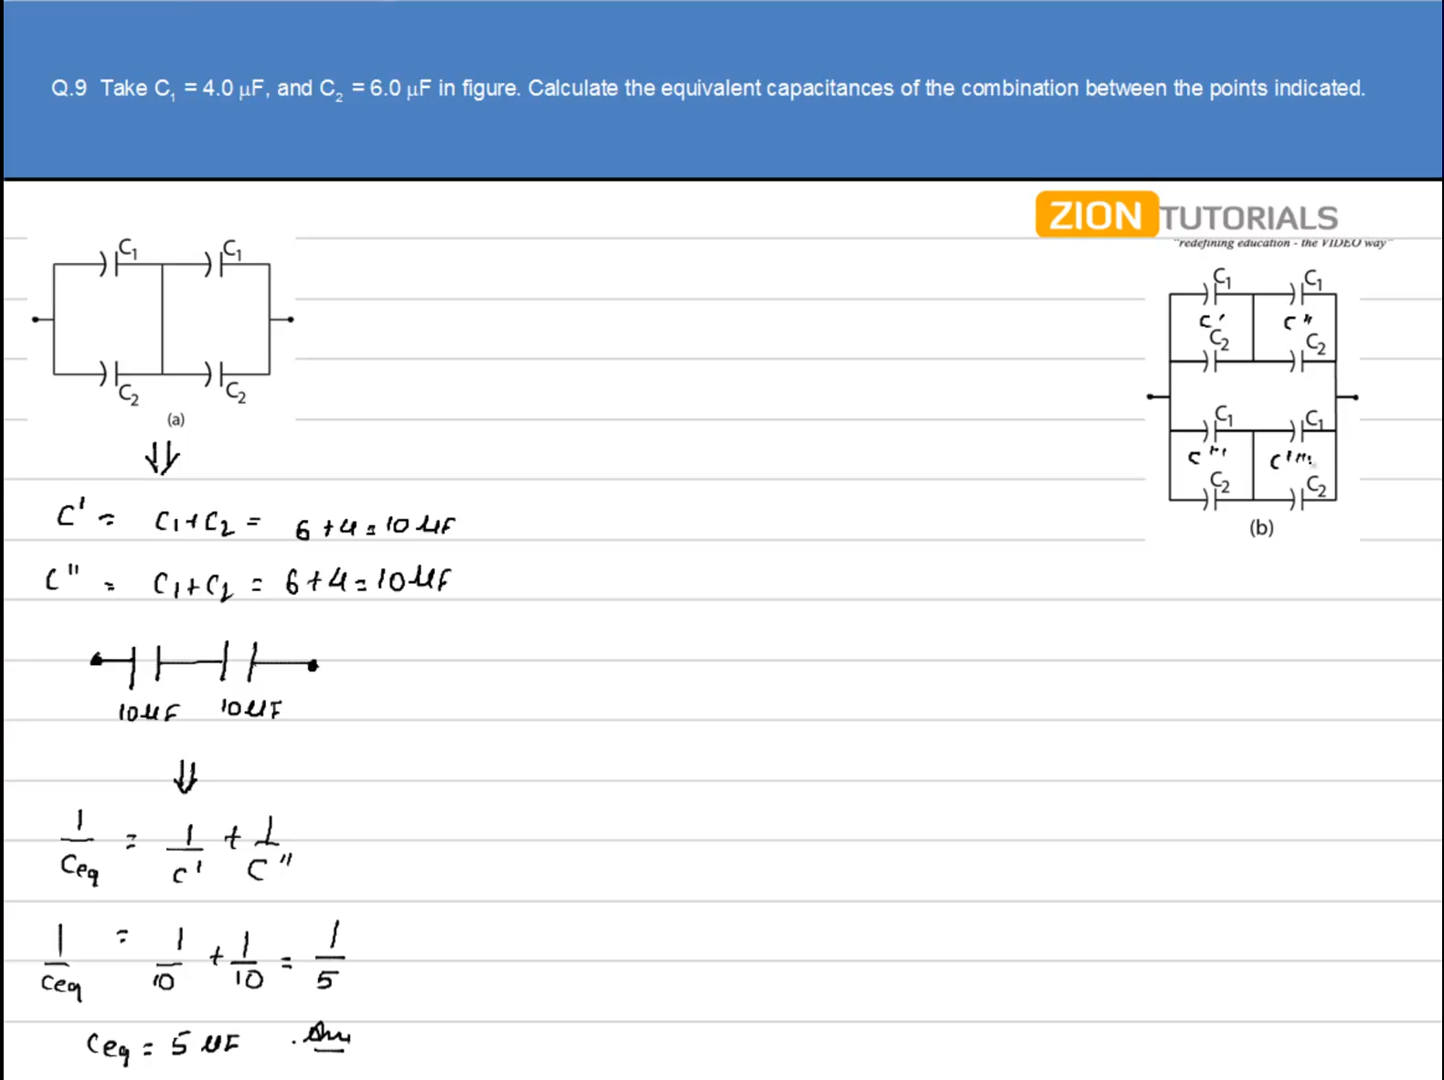 Q.9 Take C₁ = 4.0 µF, and C₂ = 6.0 µF in figure. Calculate the equivalent capacitances of the combination between the points indicated.
ZION TUTORIALS
"redefining education - the VIDEO way"
C₁ C₁
C₂ C₂
(a)
C' = C₁+C₂ = 6+4=10µF
C" = C₁+C₂ = 6+4=10µF
10µF 10µF
1/Ceq = 1/C' + 1/C"
1/Ceq = 1/10 + 1/10 = 1/5
Ceq = 5 µF
C₁ C₁
C' C"
C₂ C₂
C₁ C₁
C''' C''''
C₂ C₂
(b)